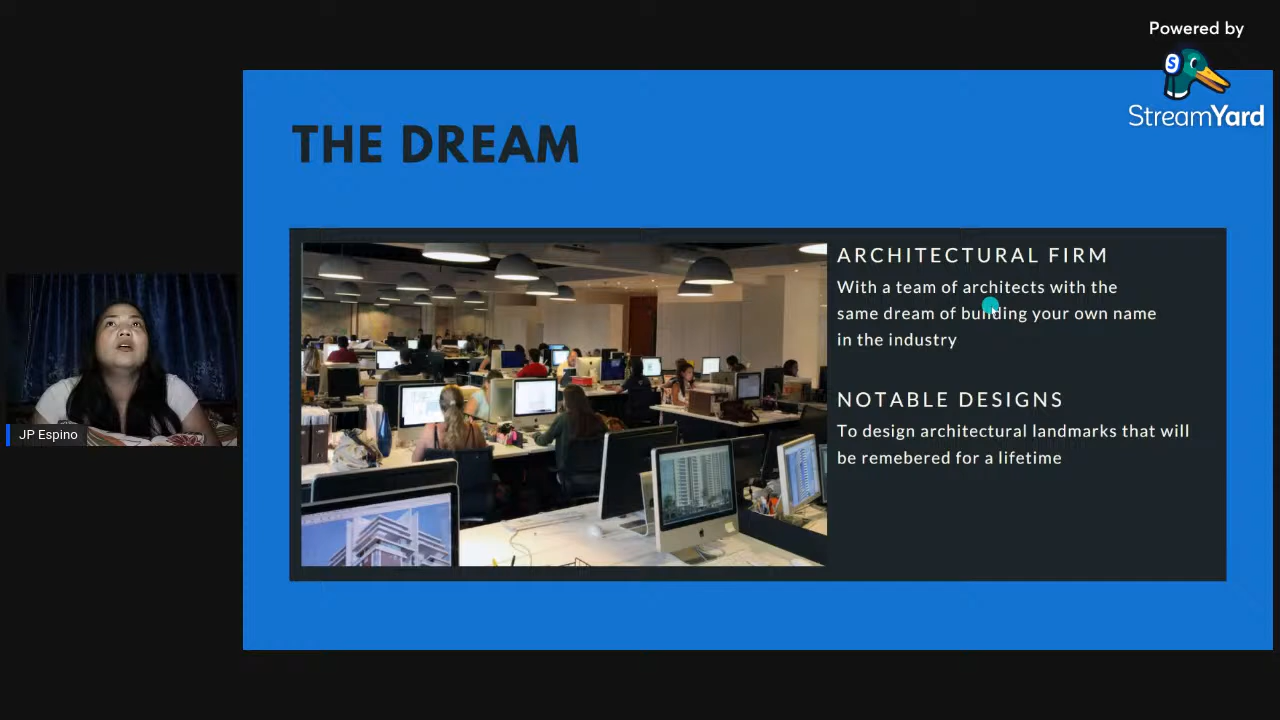 Powered by
StreamYard
THE DREAM
ARCHITECTURAL FIRM
With a team of architects with the
same dream of building your own name
in the industry
NOTABLE DESIGNS
To design architectural landmarks that will
be remebered for a lifetime
JP Espino